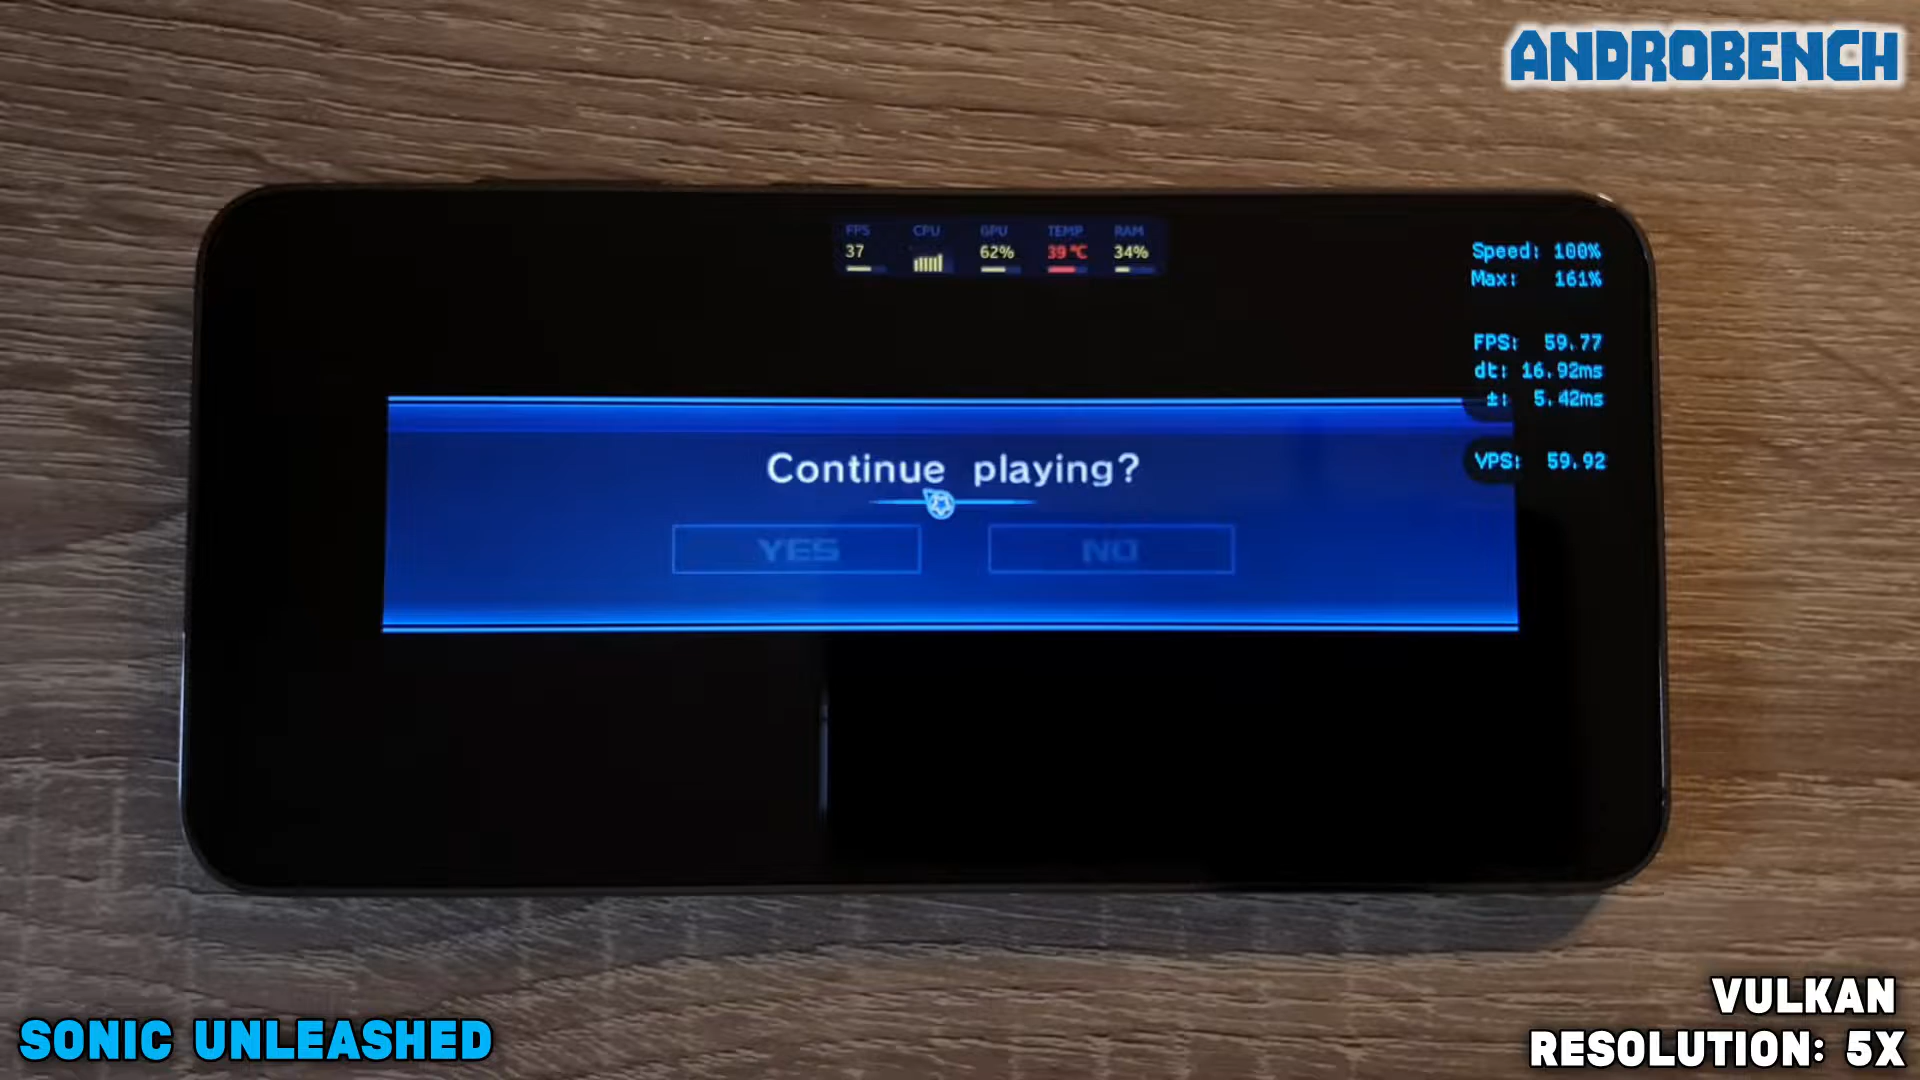 ANDROBENCH
FPS CPU GPU TEMP RAM
37 62% 39°C 34%
Speed: 100%
Max: 161%
FPS: 59.77
dt: 16.92ms
±: 5.42ms
VPS: 59.92
Continue playing?
YES NO
VULKAN
SONIC UNLEASHED
RESOLUTION: 5X